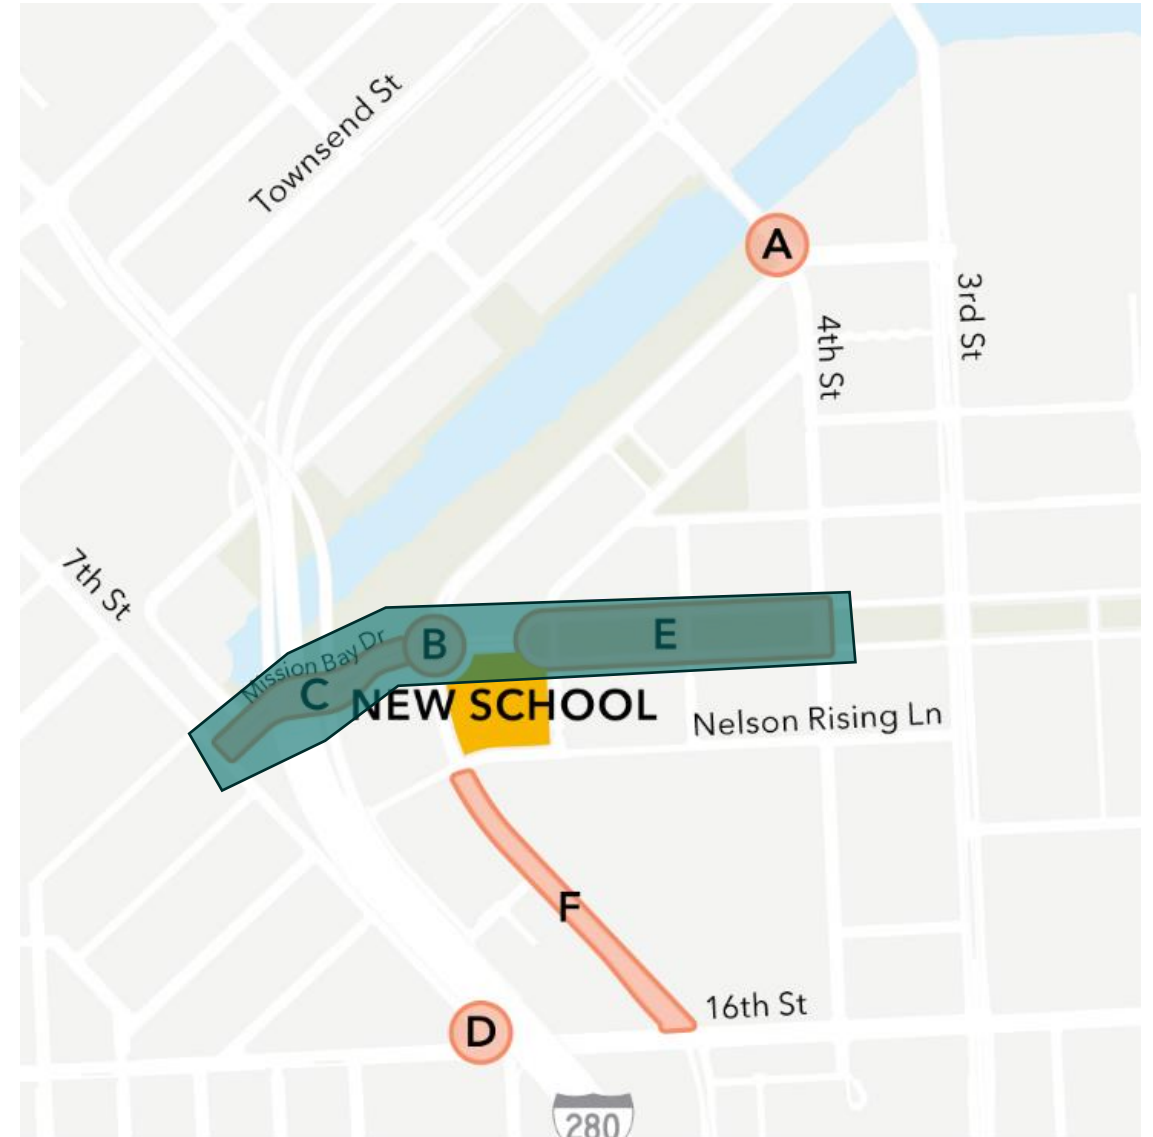 Townsend St
A
3rd St
4th St
7th St
Mission Bay Dr
B
E
C
NEW SCHOOL
Nelson Rising Ln
F
16th St
D
280